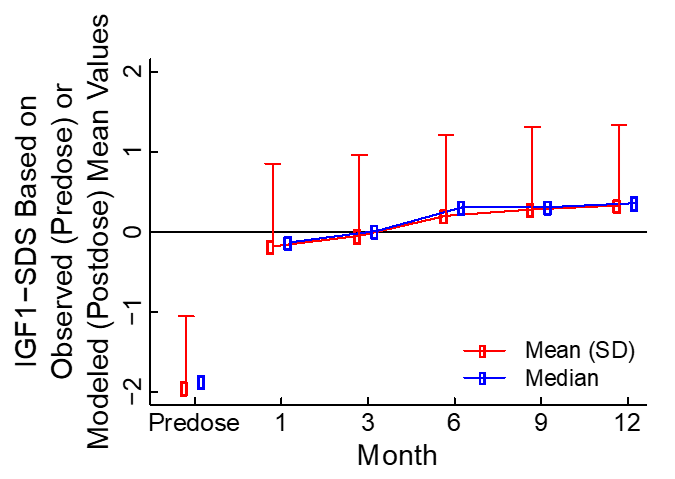 IGF1−SDS Based on
Observed (Predose) or
Modeled (Postdose) Mean Values
2
1
0
−1
−2
Mean (SD)
Median
Predose 1 3 6 9 12
Month